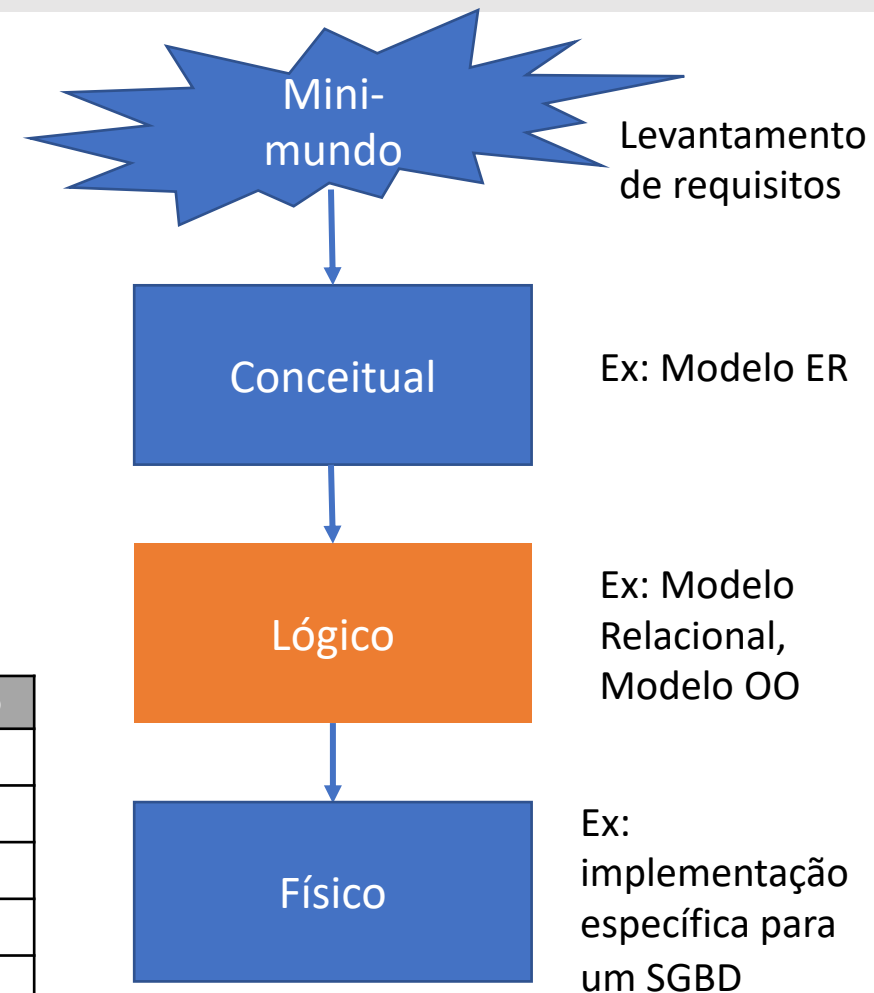 Mini-
mundo
Levantamento
de requisitos
Conceitual
Ex: Modelo ER
Lógico
Ex: Modelo
Relacional,
Modelo OO
Físico
Ex:
implementação
específica para
um SGBD